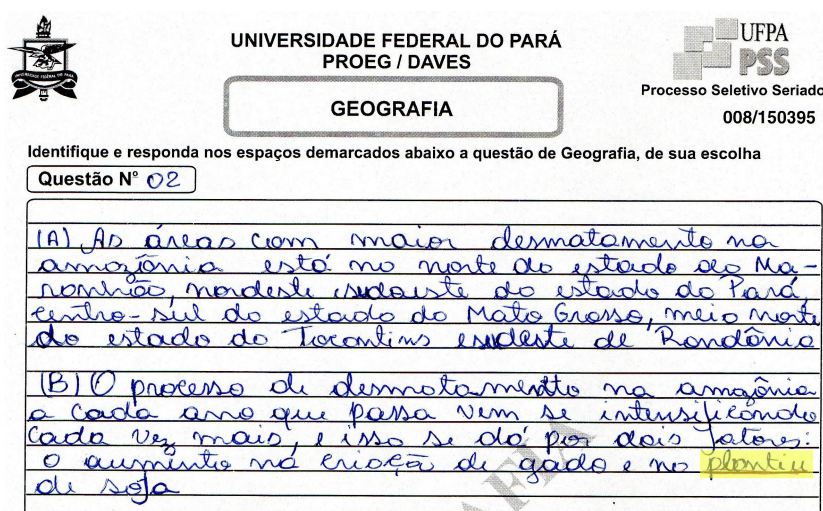 UNIVERSIDADE FEDERAL DO PARÁ
PROEG / DAVES
UFPA
PSS
Processo Seletivo Seriado
GEOGRAFIA
008/150395
Identifique e responda nos espaços demarcados abaixo a questão de Geografia, de sua escolha
Questão N° 02
(A) As áreas com maior desmatamento na
amazônia está no norte do estado do Ma-
ranhão, nordeste e sudeste do estado do Pará,
centro-sul do estado do Mato Grosso, meio norte
do estado do Tocantins e sudeste de Rondônia
(B) O processo de desmatamento na amazônia
a cada ano que passa vem se intensificando
cada vez mais, e isso se dá por dois fatores:
o aumento na criação de gado e no plantiu
de soja